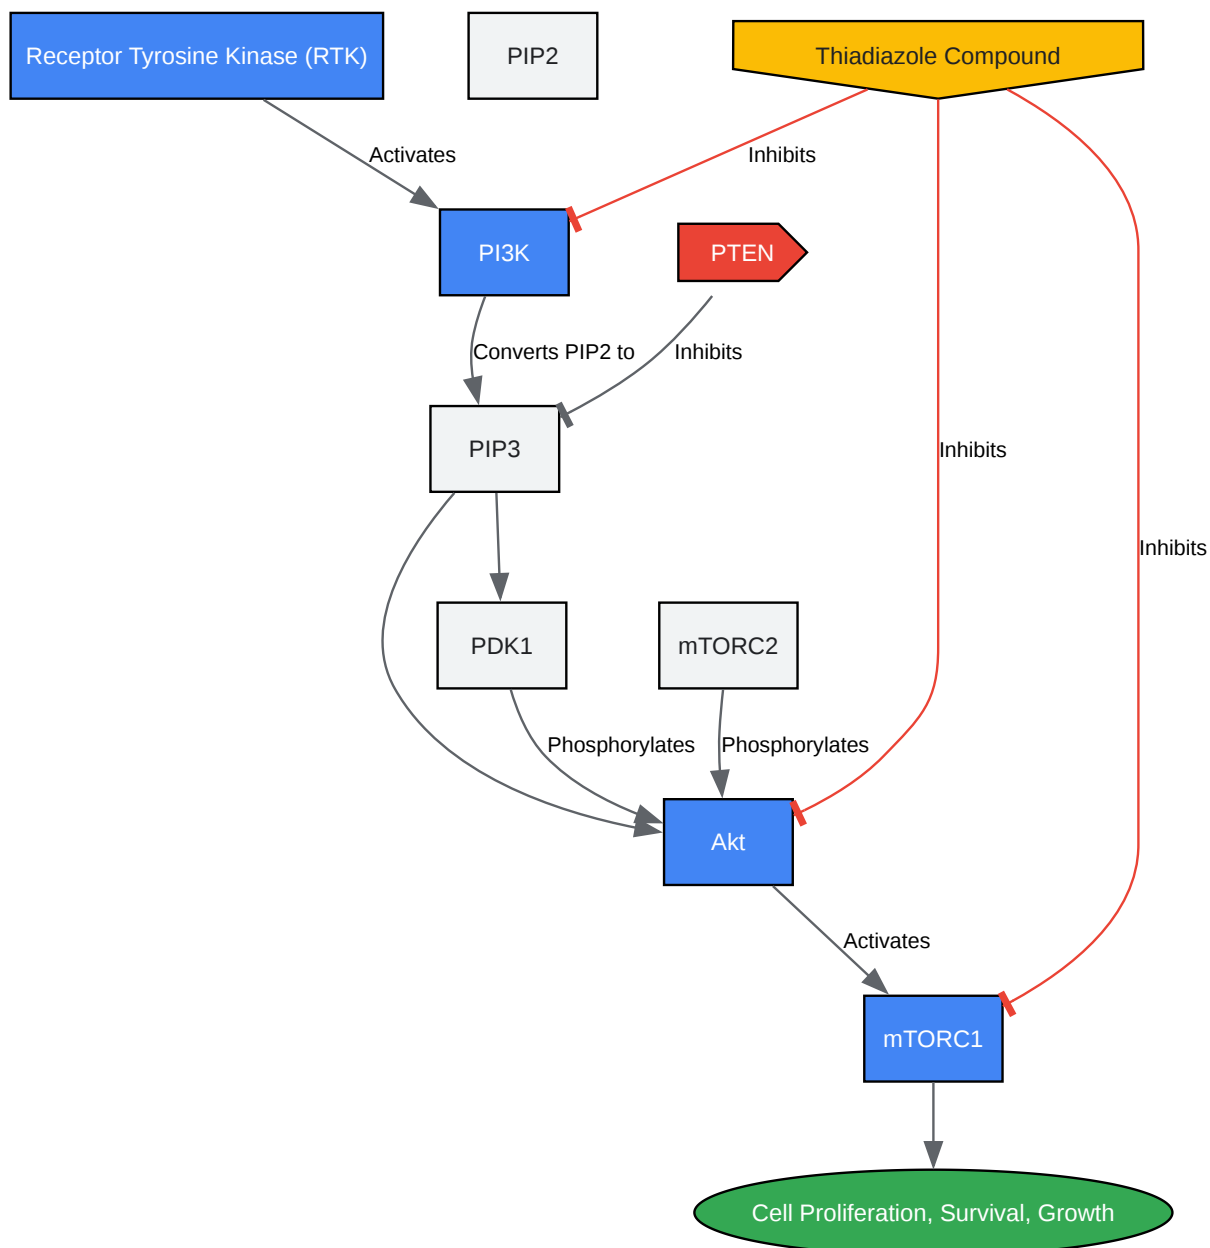 Receptor Tyrosine Kinase (RTK)
PIP2
Thiadiazole Compound
Activates
Inhibits
PI3K
PTEN
Converts PIP2 to
Inhibits
PIP3
Inhibits
Inhibits
PDK1
mTORC2
Phosphorylates
Phosphorylates
Akt
Activates
mTORC1
Cell Proliferation, Survival, Growth